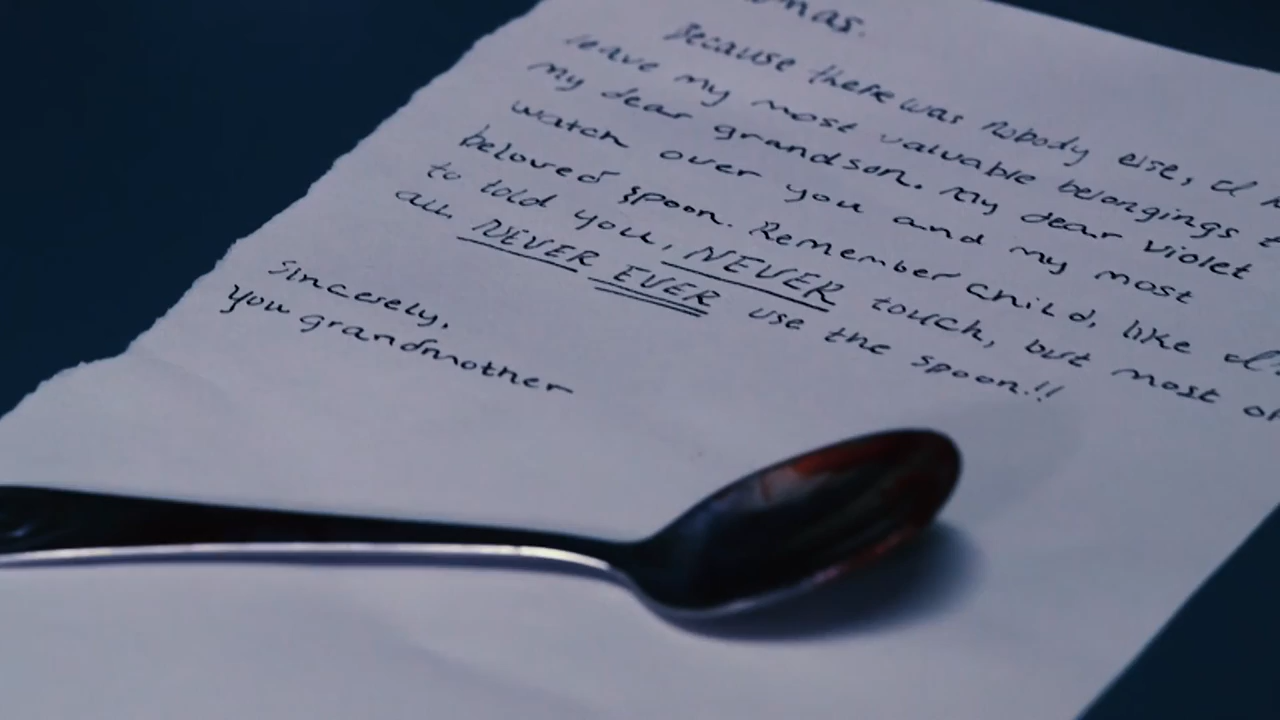 omas.
Because there was nobody else, I
leave my most valuable belongings
my dear grandson. My dear Violet
watch over you and my most
beloved spoon. Remember child, like I
to told you, NEVER touch, but most of
all NEVER EVER use the spoon!!
Sincesely,
you grandmother